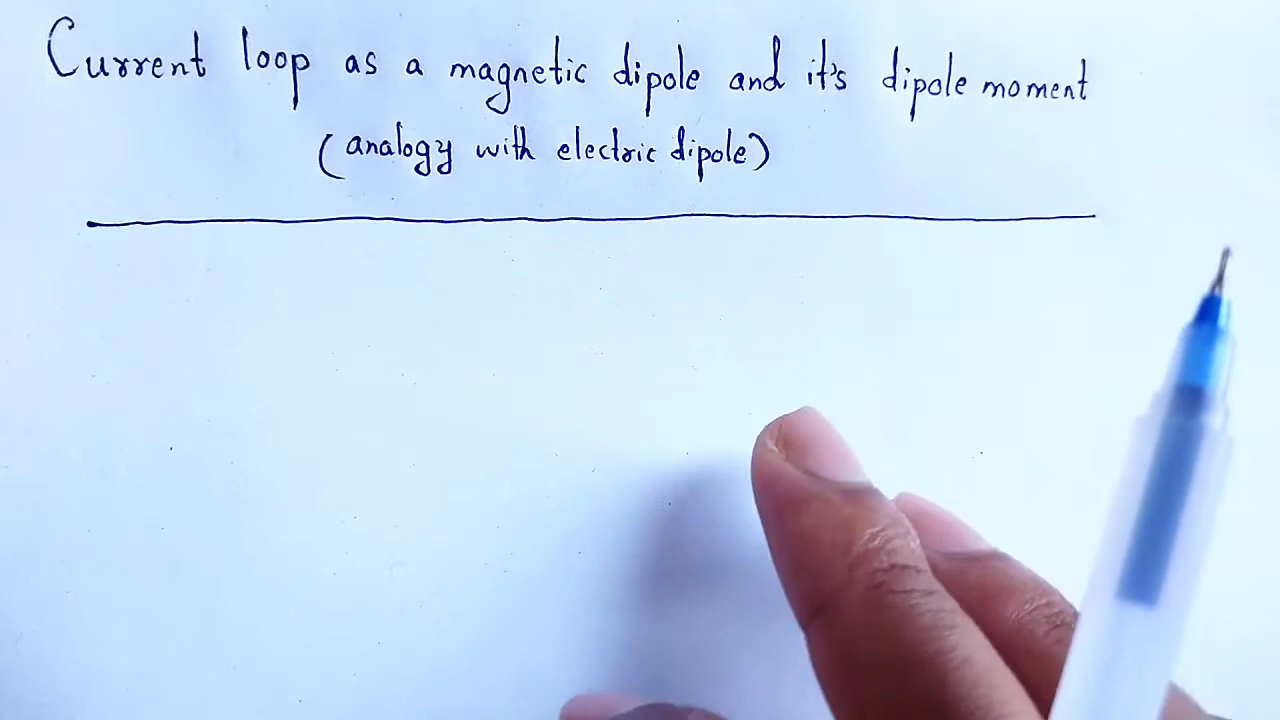 Current loop as a magnetic dipole and it's dipole moment
(analogy with electric dipole)